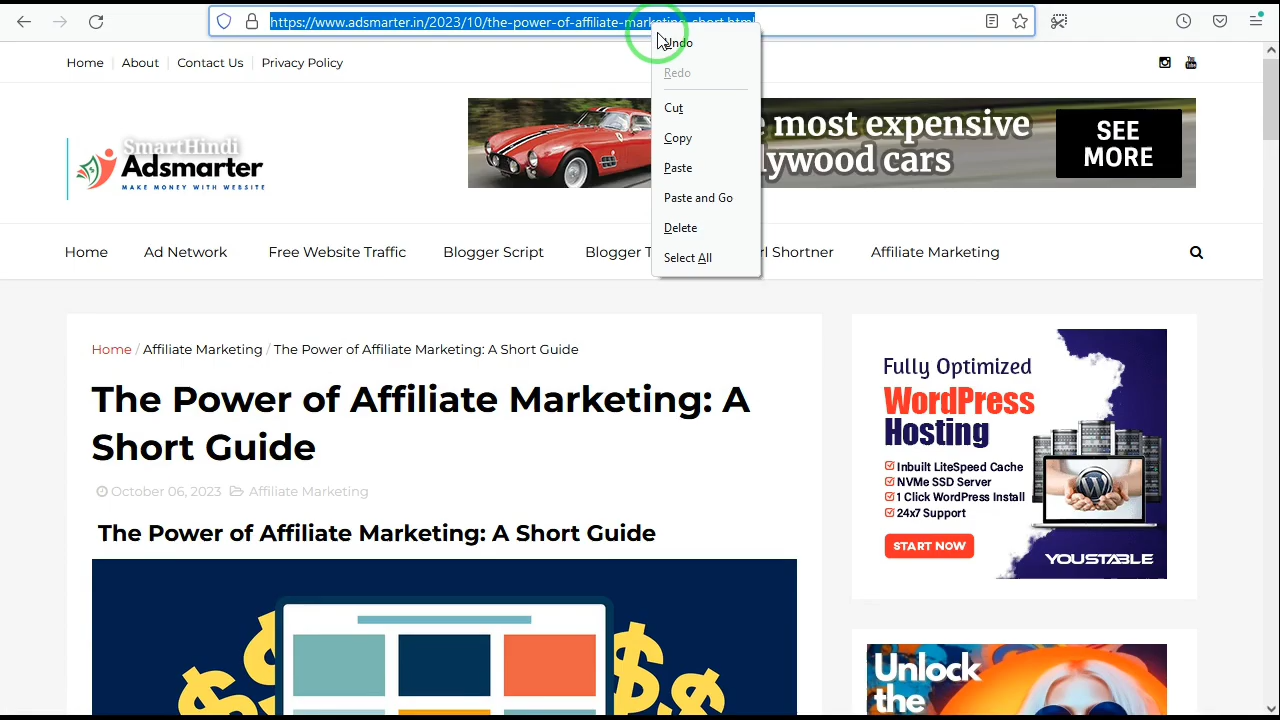 https://www.adsmarter.in/2023/10/the-power-of-affiliate-marketing-short.html
Undo
Redo
Cut
Copy
Paste
Paste and Go
Delete
Select All
Home
About
Contact Us
Privacy Policy
You
Tube
SmartHindi
Adsmarter
MAKE MONEY WITH WEBSITE
most expensive
cars
SEE
MORE
Home
Ad Network
Free Website Traffic
Blogger Script
Blogger
Shortner
Affiliate Marketing
Home / Affiliate Marketing / The Power of Affiliate Marketing: A Short Guide
The Power of Affiliate Marketing: A
Short Guide
October 06, 2023 Affiliate Marketing
The Power of Affiliate Marketing: A Short Guide
$
$
$
$
Fully Optimized
WordPress
Hosting
Inbuilt LiteSpeed Cache
NVMe SSD Server
1 Click WordPress Install
24x7 Support
START NOW
YOUSTABLE
Unlock
the